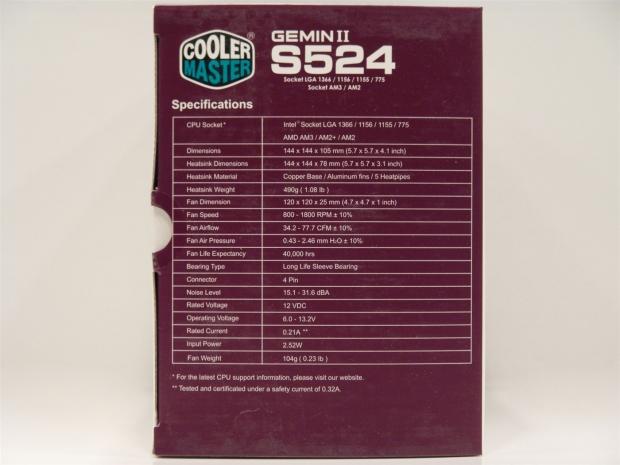 COOLER MASTER ®
GEMIN II
S524
Socket LGA 1366 / 1156 / 1155 / 775
Socket AM3 / AM2
Specifications
CPU Socket* Intel® Socket LGA 1366 / 1156 / 1155 / 775
AMD AM3 / AM2+ / AM2
Dimensions 144 x 144 x 105 mm (5.7 x 5.7 x 4.1 inch)
Heatsink Dimensions 144 x 144 x 78 mm (5.7 x 5.7 x 3.1 inch)
Heatsink Material Copper Base / Aluminum fins / 5 Heatpipes
Heatsink Weight 490g ( 1.08 lb )
Fan Dimension 120 x 120 x 25 mm (4.7 x 4.7 x 1 inch)
Fan Speed 800 - 1800 RPM ± 10%
Fan Airflow 34.2 - 77.7 CFM ± 10%
Fan Air Pressure 0.43 - 2.46 mm H₂O ± 10%
Fan Life Expectancy 40,000 hrs
Bearing Type Long Life Sleeve Bearing
Connector 4 Pin
Noise Level 15.1 - 31.6 dBA
Rated Voltage 12 VDC
Operating Voltage 6.0 - 13.2V
Rated Current 0.21A **
Input Power 2.52W
Fan Weight 104g ( 0.23 lb )
* For the latest CPU support information, please visit our website.
** Tested and certificated under a safety current of 0.32A.